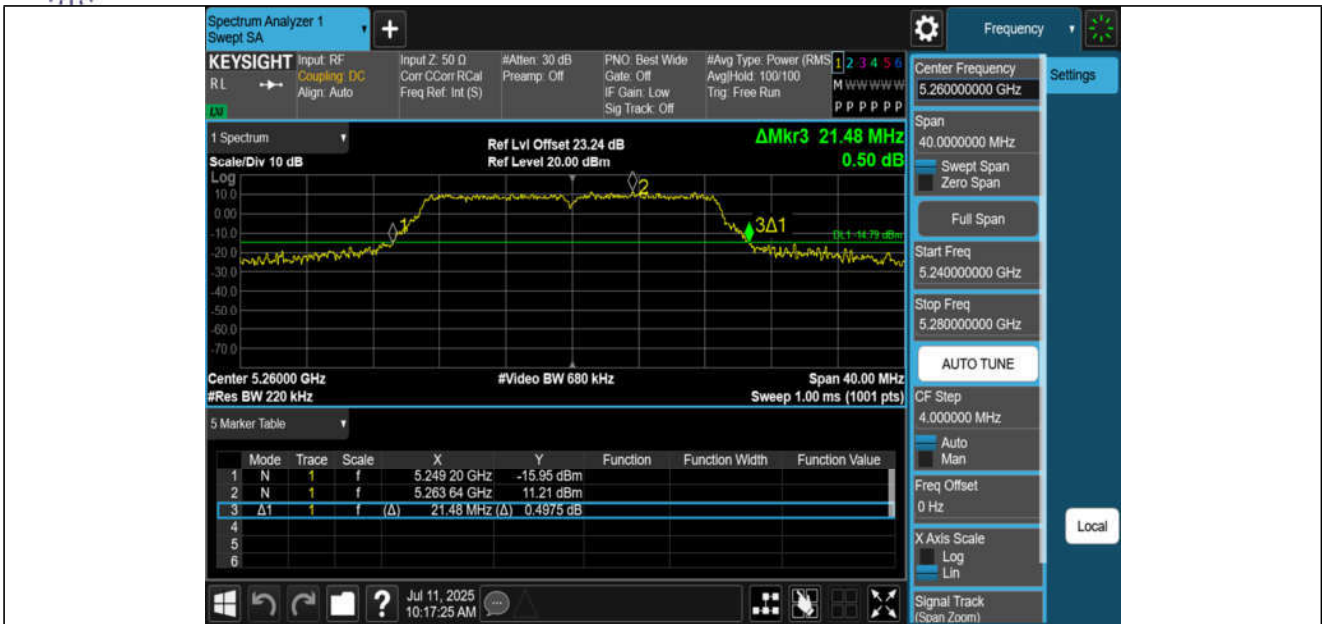 Spectrum Analyzer 1
Swept SA
+
Frequency
KEYSIGHT
RL
LV
Input: RF
Coupling: DC
Align: Auto
Input Z: 50 Ω
Corr CCorr RCal
Freq Ref: Int (S)
#Atten: 30 dB
Preamp: Off
PNO: Best Wide
Gate: Off
IF Gain: Low
Sig Track: Off
#Avg Type: Power (RMS
Avg|Hold: 100/100
Trig: Free Run
1 2 3 4 5 6
M W W W W W
P P P P P P
1 Spectrum
Ref Lvl Offset 23.24 dB
ΔMkr3 21.48 MHz
Scale/Div 10 dB
Ref Level 20.00 dBm
0.50 dB
Log
10.0
0.00
-10.0
-20.0
-30.0
-40.0
-50.0
-60.0
-70.0
1
2
3Δ1
DL1 -14.79 dBm
Center 5.26000 GHz
#Video BW 680 kHz
Span 40.00 MHz
#Res BW 220 kHz
Sweep 1.00 ms (1001 pts)
5 Marker Table
Mode Trace Scale X Y Function Function Width Function Value
1 N 1 f 5.249 20 GHz -15.95 dBm
2 N 1 f 5.263 64 GHz 11.21 dBm
3 Δ1 1 f (Δ) 21.48 MHz (Δ) 0.4975 dB
4
5
6
Jul 11, 2025
10:17:25 AM
?
Center Frequency
5.260000000 GHz
Settings
Span
40.0000000 MHz
Swept Span
Zero Span
Full Span
Start Freq
5.240000000 GHz
Stop Freq
5.280000000 GHz
AUTO TUNE
CF Step
4.000000 MHz
Auto
Man
Freq Offset
0 Hz
X Axis Scale
Log
Lin
Signal Track
(Span Zoom)
Local